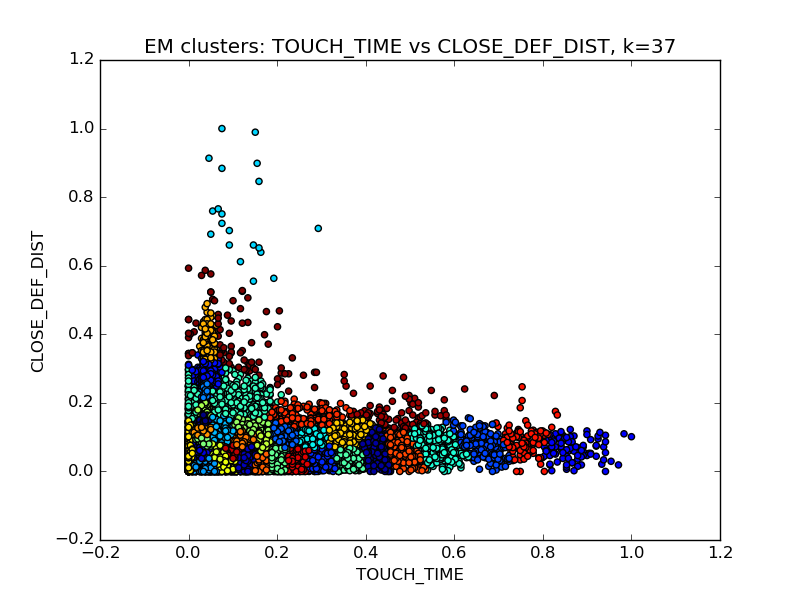 EM clusters: TOUCH_TIME vs CLOSE_DEF_DIST, k=37
1.2
1.0
0.8
0.6
0.4
0.2
0.0
−0.2
CLOSE_DEF_DIST
−0.2 0.0 0.2 0.4 0.6 0.8 1.0 1.2
TOUCH_TIME